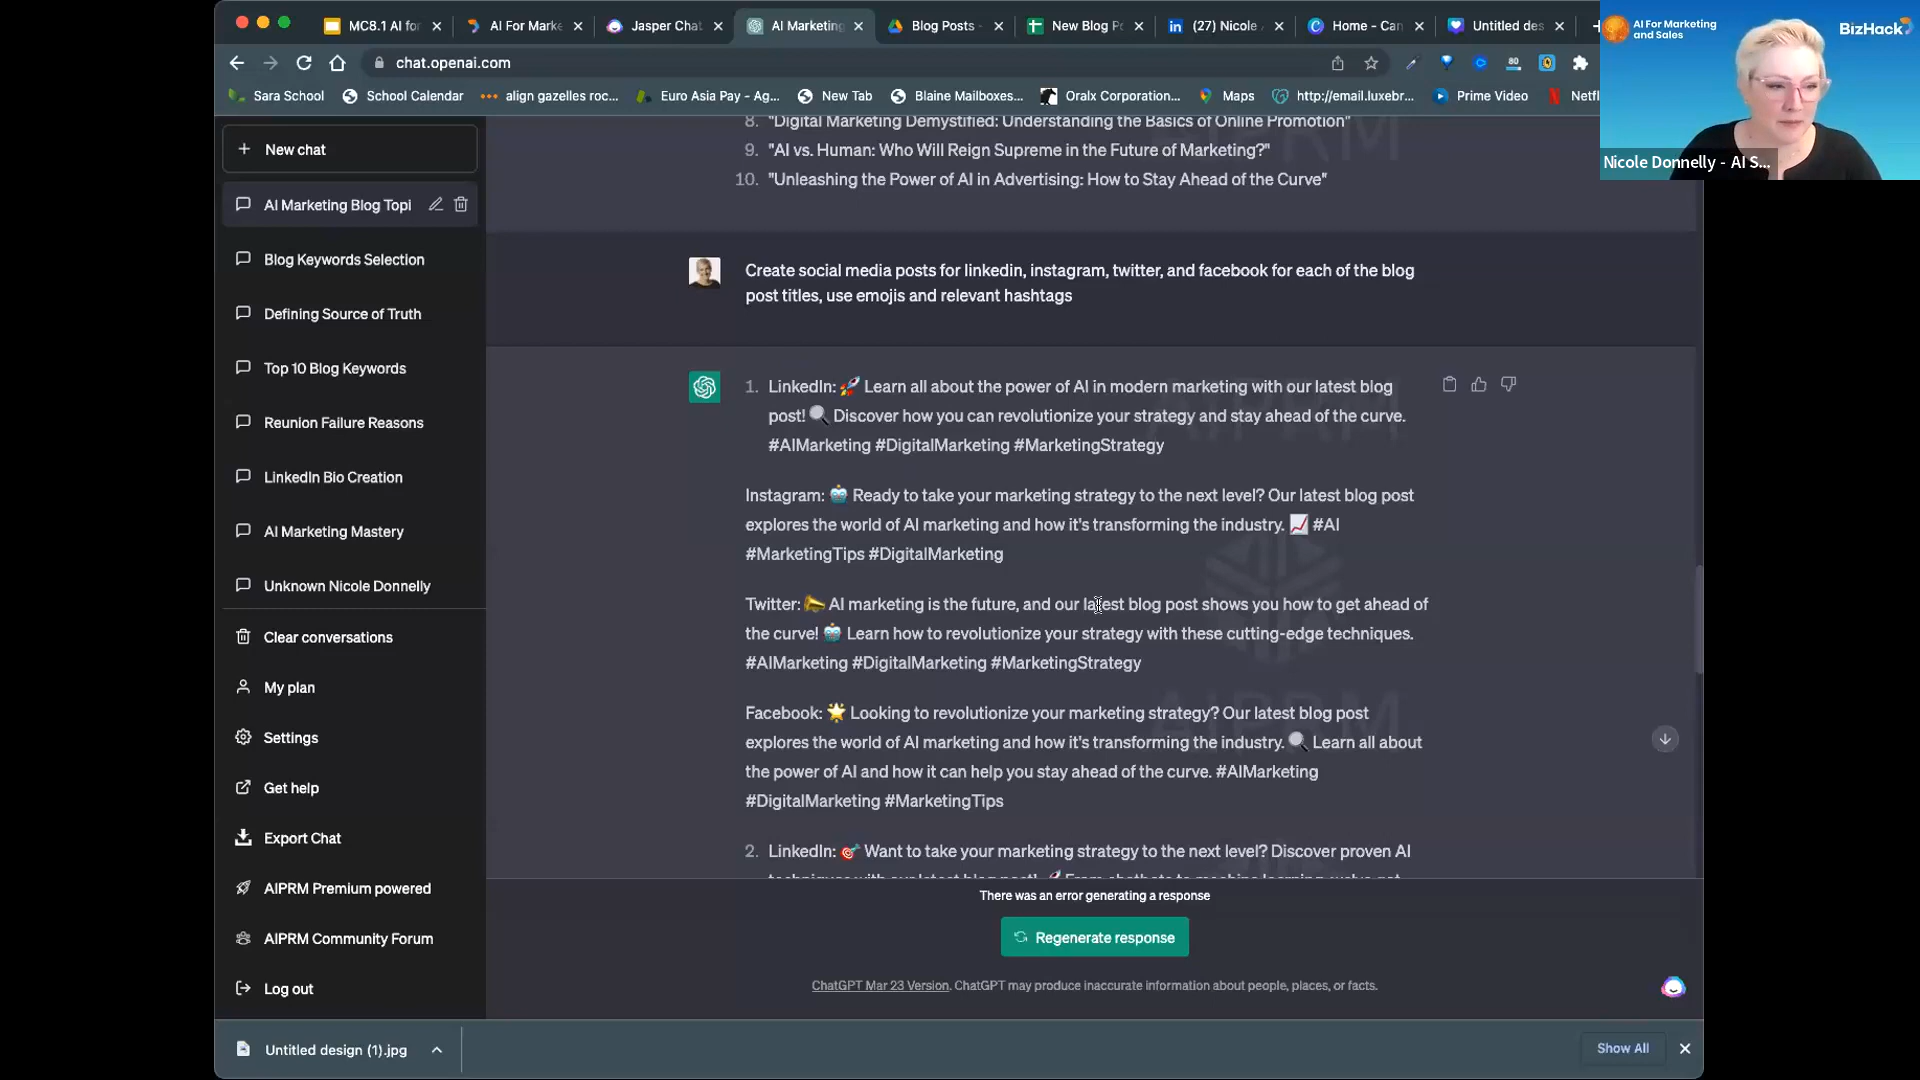 MC8.1 AI for
AI For Marke
Jasper Chat
AI Marketing
Blog Posts -
New Blog Po
(27) Nicole
Home - Can
Untitled des
chat.openai.com
80
Sara School
School Calendar
align gazelles roc...
Euro Asia Pay - Ag...
New Tab
Blaine Mailboxes...
Oralx Corporation...
Maps
http://email.luxebr...
Prime Video
Netfl
AI For Marketing
and Sales
BizHack
Nicole Donnelly - AI S...
New chat
AI Marketing Blog Topi
Blog Keywords Selection
Defining Source of Truth
Top 10 Blog Keywords
Reunion Failure Reasons
LinkedIn Bio Creation
AI Marketing Mastery
Unknown Nicole Donnelly
Clear conversations
My plan
Settings
Get help
Export Chat
AIPRM Premium powered
AIPRM Community Forum
Log out
8. "Digital Marketing Demystified: Understanding the Basics of Online Promotion"
9. "AI vs. Human: Who Will Reign Supreme in the Future of Marketing?"
10. "Unleashing the Power of AI in Advertising: How to Stay Ahead of the Curve"
Create social media posts for linkedin, instagram, twitter, and facebook for each of the blog
post titles, use emojis and relevant hashtags
1. LinkedIn: 🚀 Learn all about the power of AI in modern marketing with our latest blog
post! 🔍 Discover how you can revolutionize your strategy and stay ahead of the curve.
#AIMarketing #DigitalMarketing #MarketingStrategy
Instagram: 🤖 Ready to take your marketing strategy to the next level? Our latest blog post
explores the world of AI marketing and how it's transforming the industry. 📈 #AI
#MarketingTips #DigitalMarketing
Twitter: 📣 AI marketing is the future, and our latest blog post shows you how to get ahead of
the curve! 🤖 Learn how to revolutionize your strategy with these cutting-edge techniques.
#AIMarketing #DigitalMarketing #MarketingStrategy
Facebook: 🌟 Looking to revolutionize your marketing strategy? Our latest blog post
explores the world of AI marketing and how it's transforming the industry. 🔍 Learn all about
the power of AI and how it can help you stay ahead of the curve. #AIMarketing
#DigitalMarketing #MarketingTips
2. LinkedIn: 🎯 Want to take your marketing strategy to the next level? Discover proven AI
AIPRM
AIPRM
AIPRM
There was an error generating a response
Regenerate response
ChatGPT Mar 23 Version. ChatGPT may produce inaccurate information about people, places, or facts.
Untitled design (1).jpg
Show All